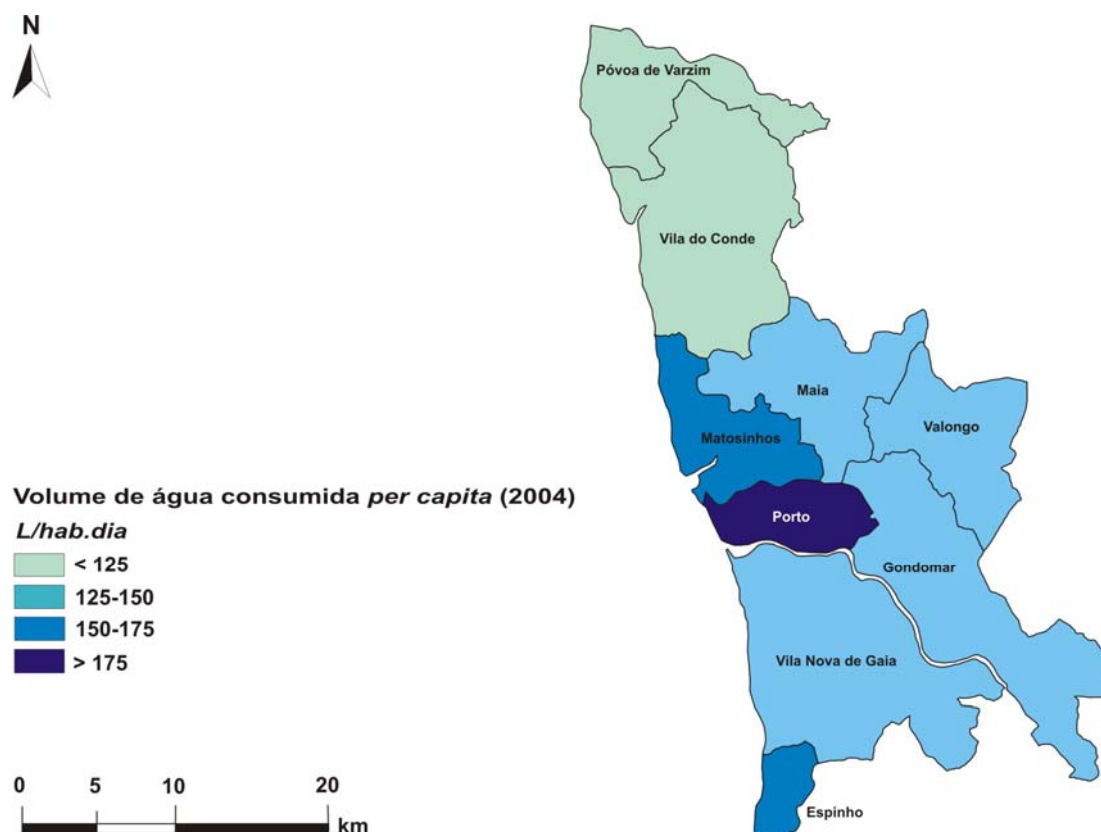 N
Póvoa de Varzim
Vila do Conde
Maia
Valongo
Matosinhos
Volume de água consumida per capita (2004)
L/hab.dia
< 125
125-150
150-175
> 175
Porto
Gondomar
Vila Nova de Gaia
Espinho
0 5 10 20
km